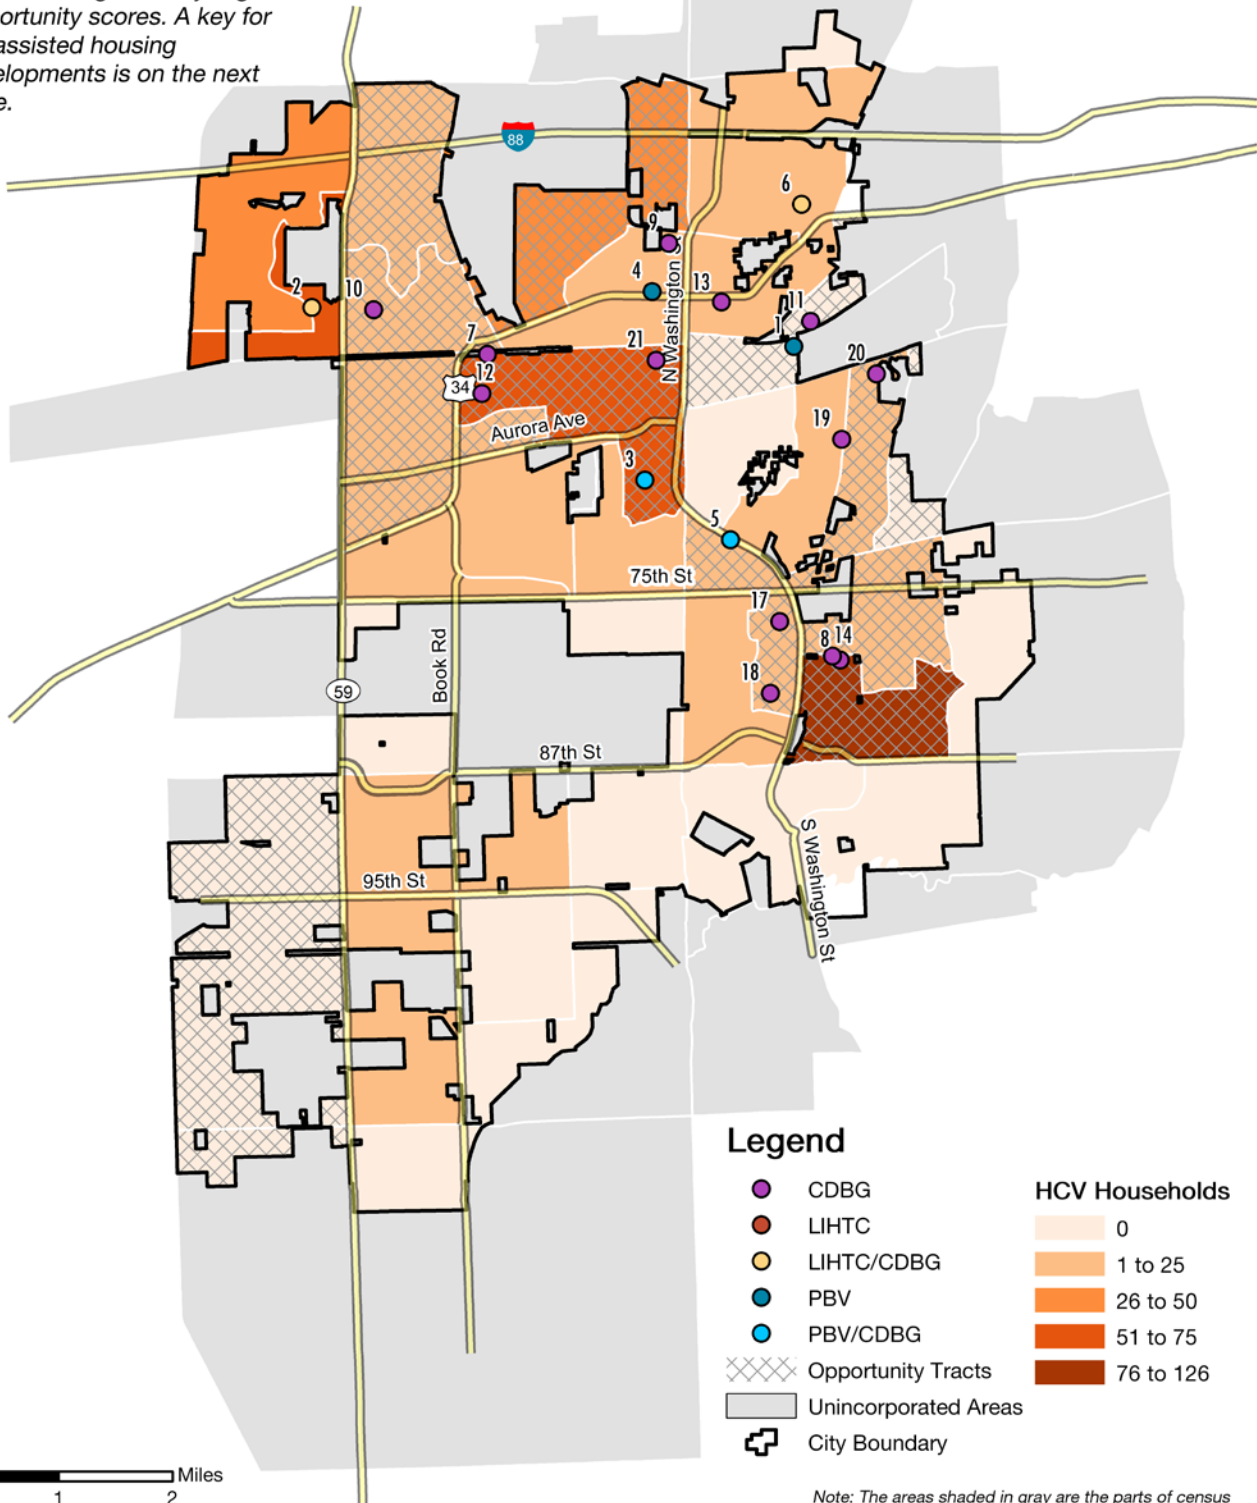 ortunity scores. A key for
assisted housing
elopments is on the next
e.
88
6
9
4
13
2
10
11
1
7
21
N Washington S
12
34
20
Aurora Ave
19
3
5
75th St
17
8
14
Book Rd
18
59
87th St
S Washington St
95th St
Legend
CDBG
LIHTC
LIHTC/CDBG
PBV
PBV/CDBG
Opportunity Tracts
Unincorporated Areas
City Boundary
HCV Households
0
1 to 25
26 to 50
51 to 75
76 to 126
Miles
1
2
Note: The areas shaded in gray are the parts of census